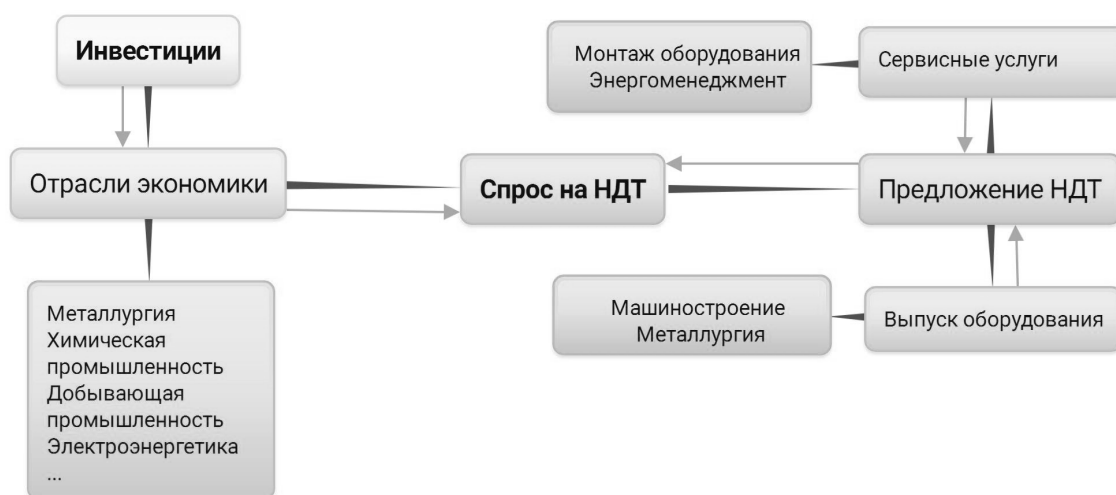 Инвестиции
Отрасли экономики
Металлургия
Химическая
промышленность
Добывающая
промышленность
Электроэнергетика
...
Спрос на НДТ
Монтаж оборудования
Энергоменеджмент
Сервисные услуги
Предложение НДТ
Машиностроение
Металлургия
Выпуск оборудования